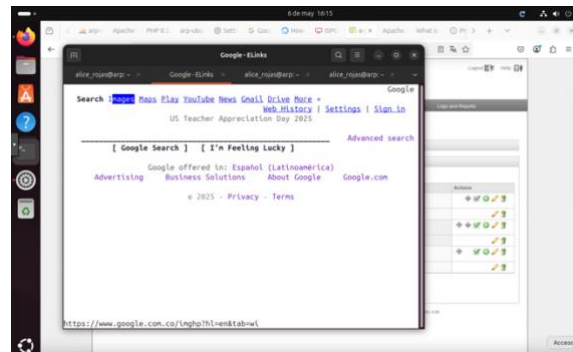 6 de may 16:15
Google - ELinks
alice_rojas@arp: ~
Google - ELinks
alice_rojas@arp: ~
alice_rojas@arp: ~
Google
Search Images Maps Play YouTube News Gmail Drive More »
Web History | Settings | Sign in
US Teacher Appreciation Day 2025
Advanced search
[ Google Search ] [ I'm Feeling Lucky ]
Google offered in: Español (Latinoamérica)
Advertising Business Solutions About Google Google.com
© 2025 - Privacy - Terms
https://www.google.com.co/imghp?hl=en&tab=wi
Logs and Reports
Actions